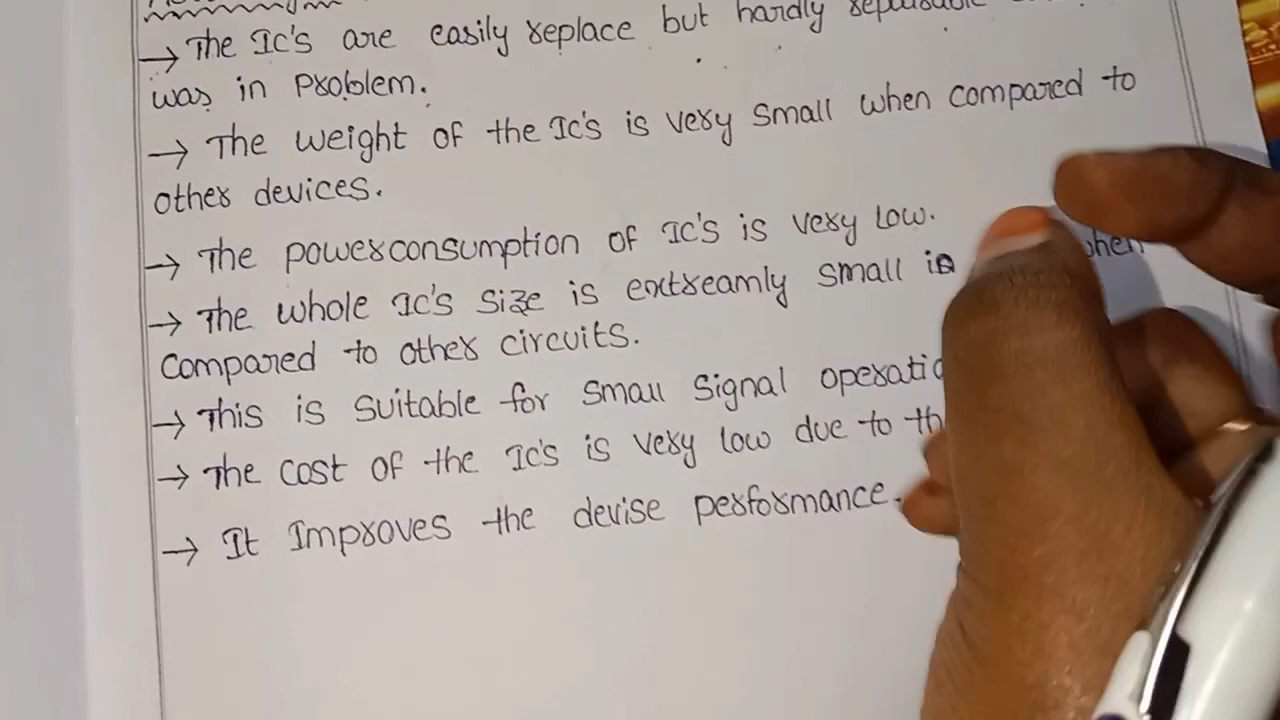 → The Ic's are easily replace but hardly
was in problem.
→ The weight of the Ic's is very small when compared to
other devices.
→ The powerconsumption of Ic's is very low.
→ The whole Ic's size is extreamly small in when
compared to other circuits.
→ This is suitable for small signal
→ The cost of the Ic's is very low due to
→ It Improves the devise performance.